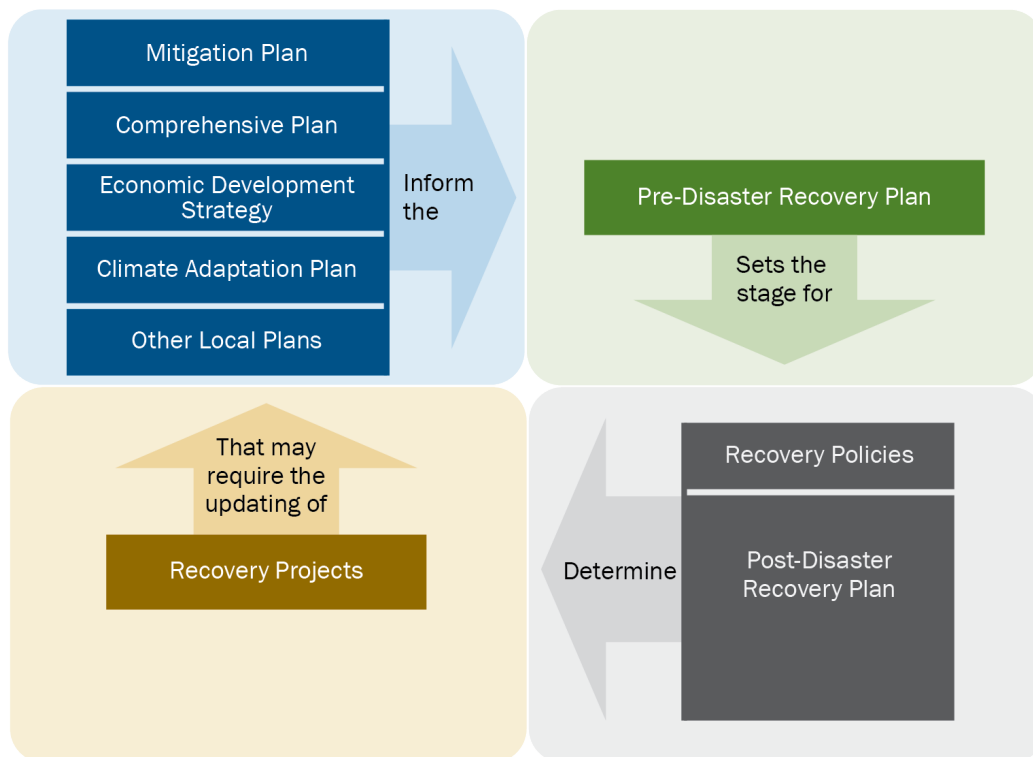 Mitigation Plan
Comprehensive Plan
Economic Development
Strategy
Climate Adaptation Plan
Other Local Plans
Inform
the
Pre-Disaster Recovery Plan
Sets the
stage for
Recovery Policies
Post-Disaster
Recovery Plan
Determine
Recovery Projects
That may
require the
updating of